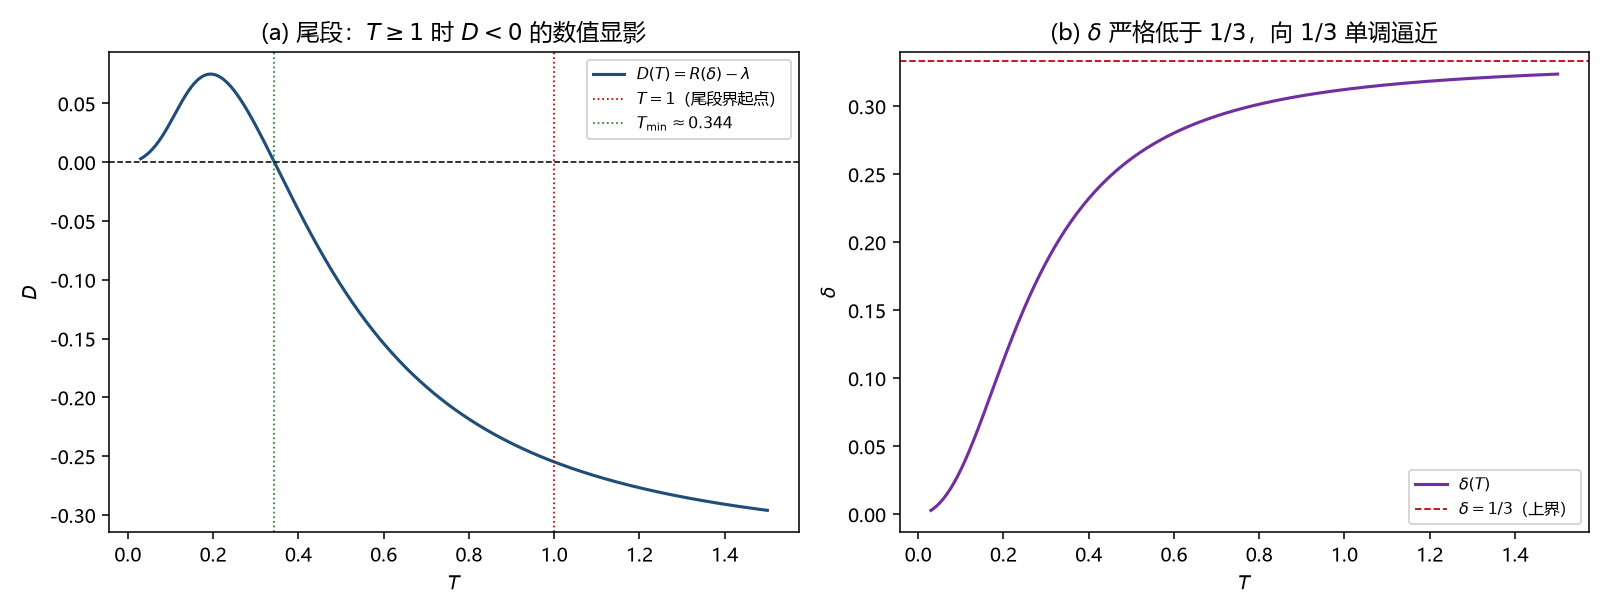 (a) 尾段：T ≥ 1 时 D < 0 的数值显影
D(T) = R(δ) − λ
T = 1（尾段界起点）
T_min ≈ 0.344
0.05
0.00
-0.05
-0.10
-0.15
-0.20
-0.25
-0.30
D
0.0 0.2 0.4 0.6 0.8 1.0 1.2 1.4
T
(b) δ 严格低于 1/3，向 1/3 单调逼近
0.30
0.25
0.20
0.15
0.10
0.05
0.00
δ
δ(T)
δ = 1/3（上界）
0.0 0.2 0.4 0.6 0.8 1.0 1.2 1.4
T